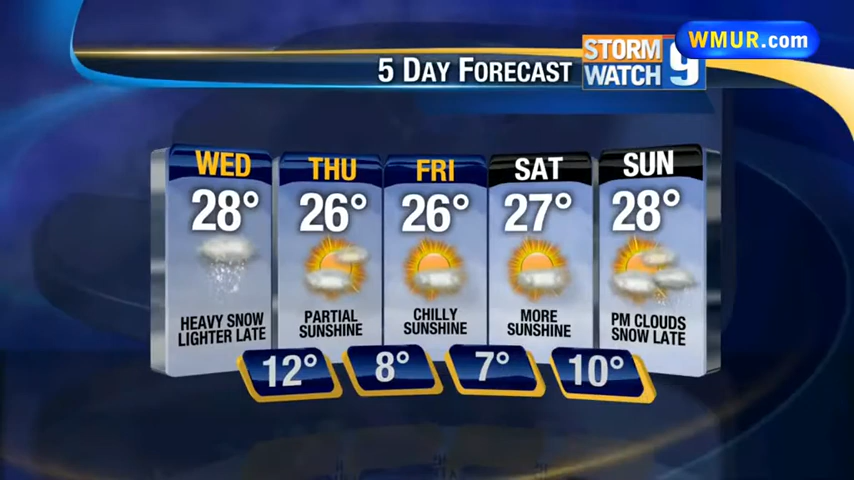 WMUR.com
5 DAY FORECAST
STORM
WATCH 9
WED
28°
HEAVY SNOW
LIGHTER LATE
THU
26°
PARTIAL
SUNSHINE
FRI
26°
CHILLY
SUNSHINE
SAT
27°
MORE
SUNSHINE
SUN
28°
PM CLOUDS
SNOW LATE
12°
8°
7°
10°